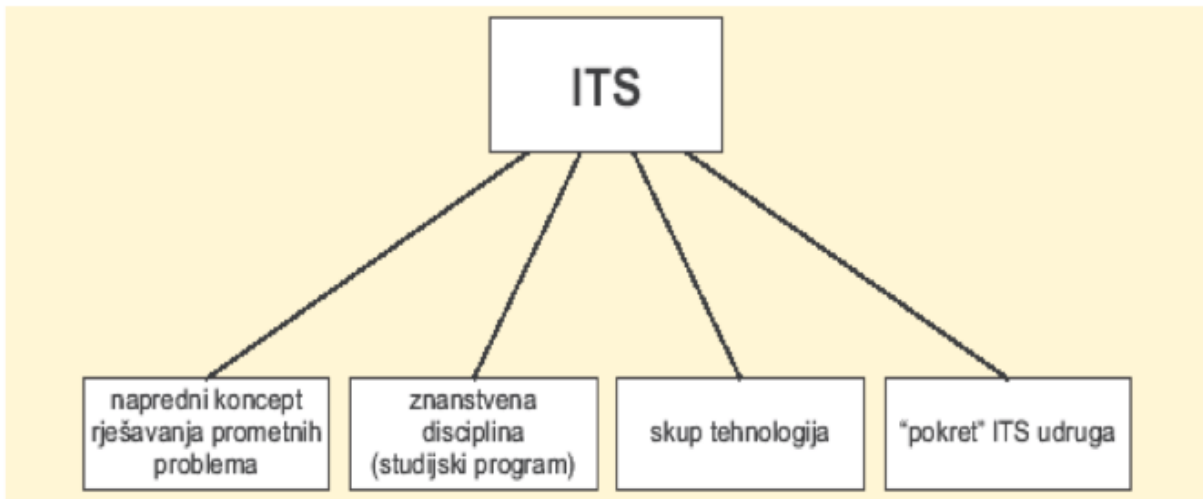 ITS
napredni koncept
rješavanja prometnih
problema
znanstvena
disciplina
(studijski program)
skup tehnologija
“pokret” ITS udruga